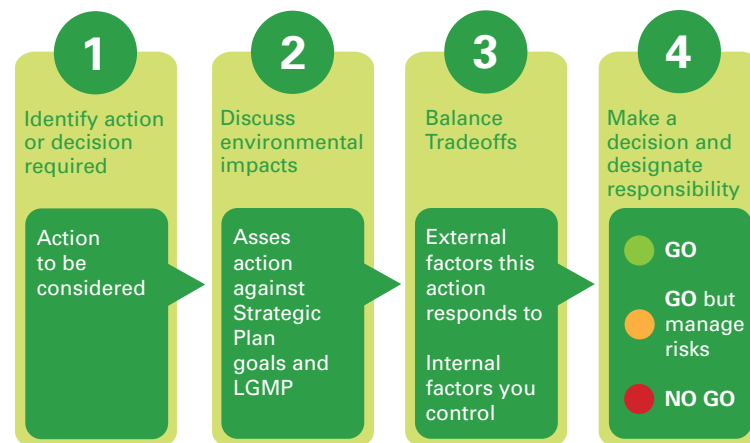 1
Identify action
or decision
required
Action
to be
considered
2
Discuss
environmental
impacts
Asses
action
against
Strategic
Plan
goals and
LGMP
3
Balance
Tradeoffs
External
factors this
action
responds to
Internal
factors you
control
4
Make a
decision and
designate
responsibility
GO
GO but
manage
risks
NO GO